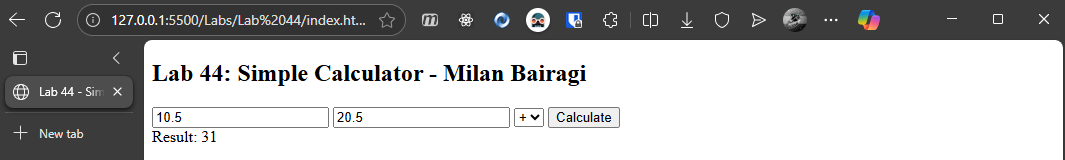 127.0.0.1:5500/Labs/Lab%2044/index.ht...
Lab 44 - Sim
New tab
Lab 44: Simple Calculator - Milan Bairagi
10.5 20.5 + Calculate
Result: 31